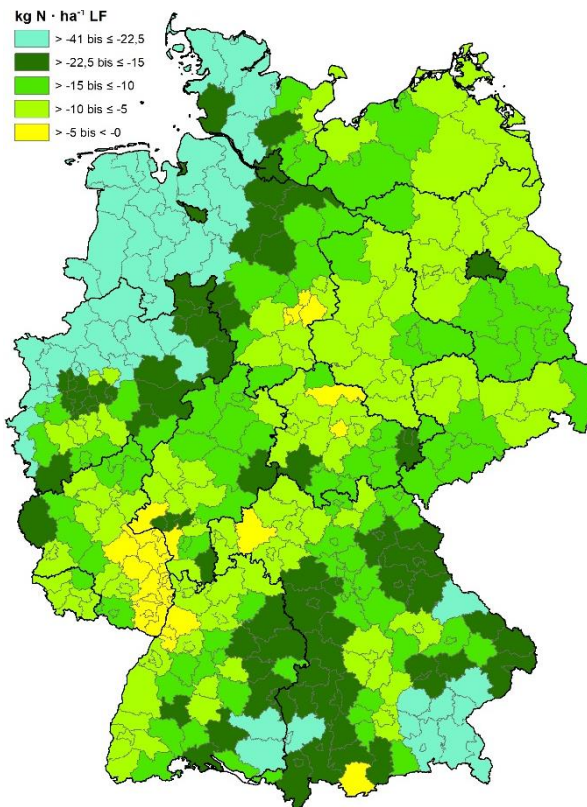 kg N · ha⁻¹ LF
> -41 bis ≤ -22,5
> -22,5 bis ≤ -15
> -15 bis ≤ -10
> -10 bis ≤ -5
> -5 bis < -0